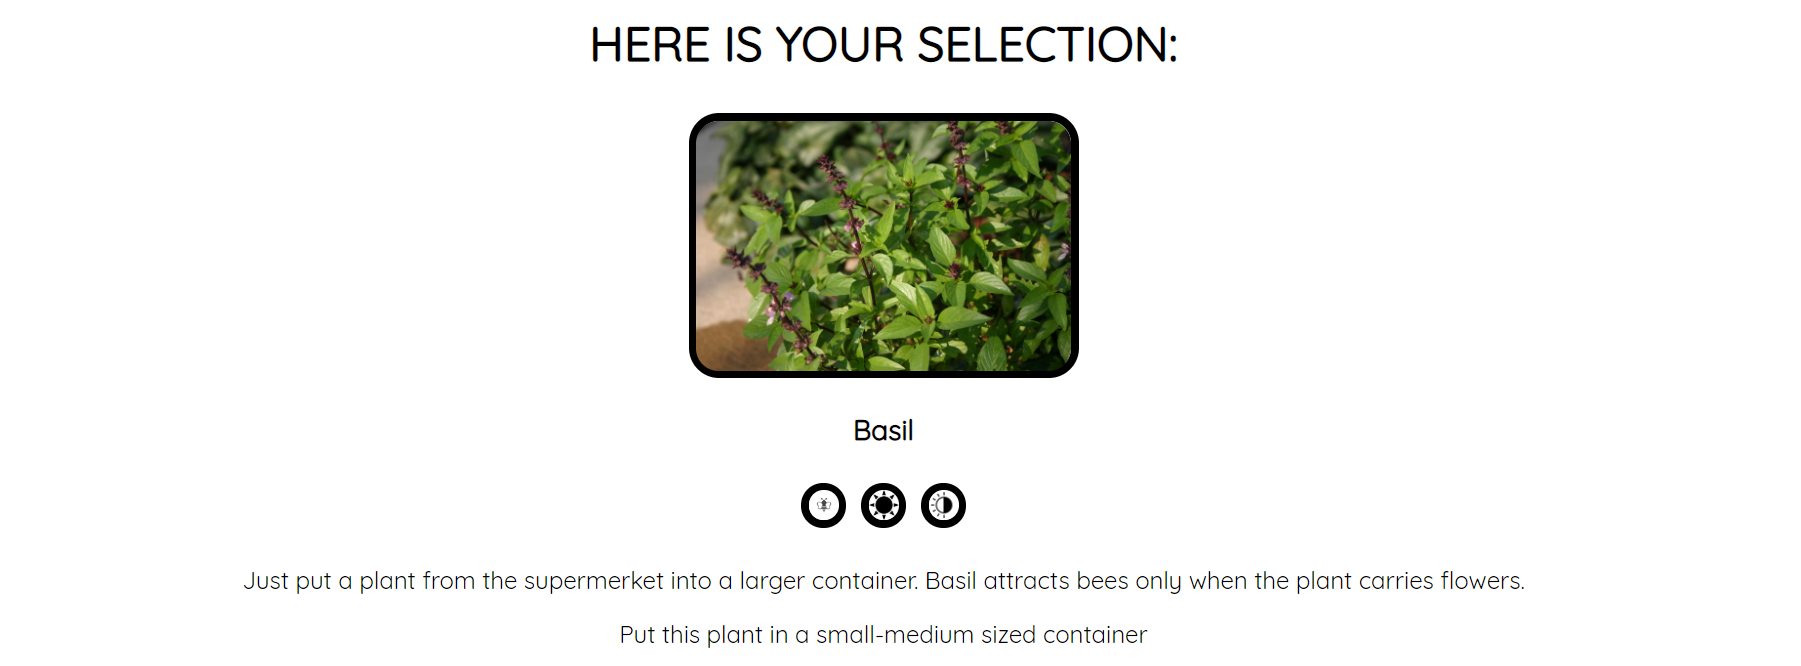 HERE IS YOUR SELECTION:
Basil
Just put a plant from the supermerket into a larger container. Basil attracts bees only when the plant carries flowers.
Put this plant in a small-medium sized container